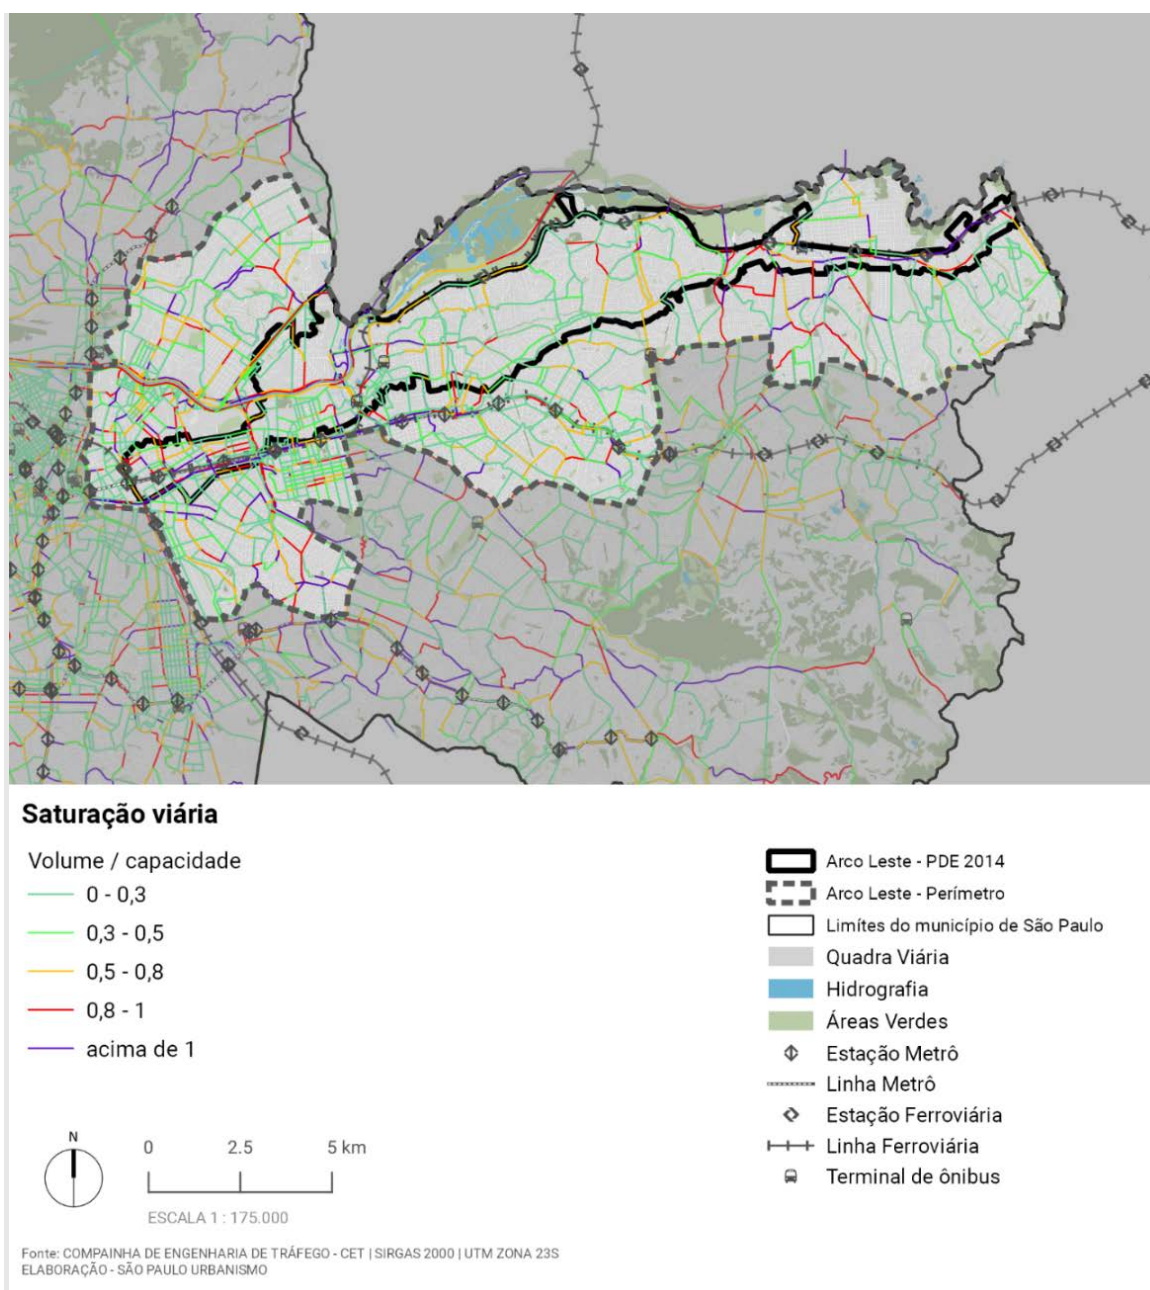 Saturação viária
Volume / capacidade
0 - 0,3
0,3 - 0,5
0,5 - 0,8
0,8 - 1
acima de 1
Arco Leste - PDE 2014
Arco Leste - Perímetro
Limítes do município de São Paulo
Quadra Viária
Hidrografia
Áreas Verdes
Estação Metrô
Linha Metrô
Estação Ferroviária
Linha Ferroviária
Terminal de ônibus
N
0 2.5 5 km
ESCALA 1 : 175.000
Fonte: COMPAINHA DE ENGENHARIA DE TRÁFEGO - CET | SIRGAS 2000 | UTM ZONA 23S
ELABORAÇÃO - SÃO PAULO URBANISMO